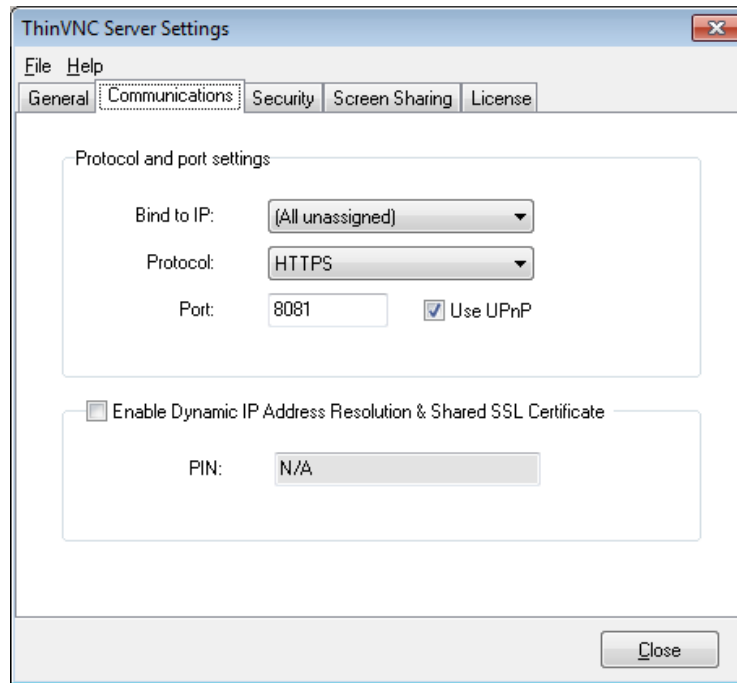 ThinVNC Server Settings
File Help
General Communications Security Screen Sharing License
Protocol and port settings
Bind to IP: (All unassigned)
Protocol: HTTPS
Port: 8081 Use UPnP
Enable Dynamic IP Address Resolution & Shared SSL Certificate
PIN: N/A
Close